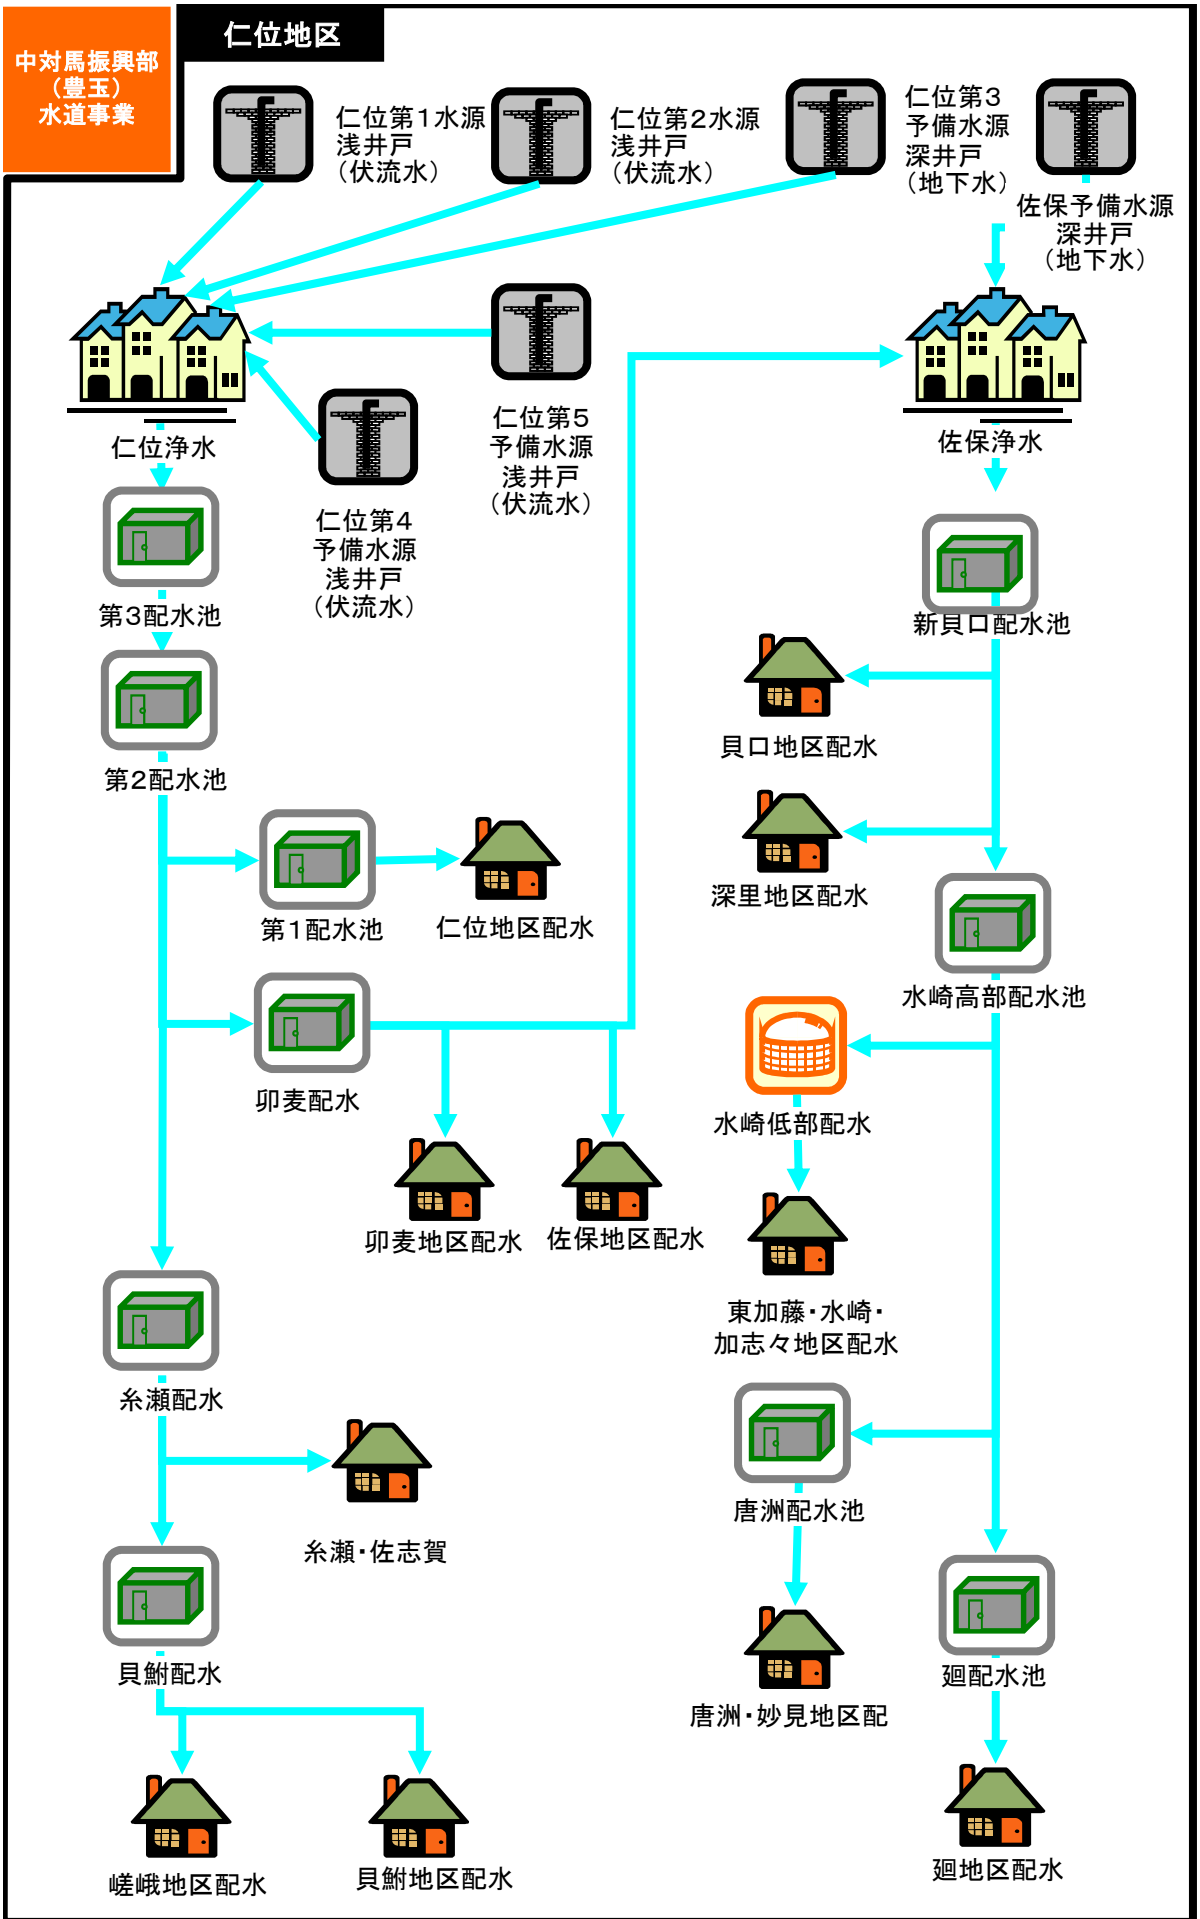 中対馬振興部
（豊玉）
水道事業
仁位地区
仁位第1水源
浅井戸
（伏流水）
仁位第2水源
浅井戸
（伏流水）
仁位第3
予備水源
深井戸
（地下水）
佐保予備水源
深井戸
（地下水）
仁位浄水
仁位第5
予備水源
浅井戸
（伏流水）
佐保浄水
仁位第4
予備水源
浅井戸
（伏流水）
第3配水池
新貝口配水池
第2配水池
貝口地区配水
第1配水池
仁位地区配水
深里地区配水
水崎高部配水池
卯麦配水
水崎低部配水
卯麦地区配水
佐保地区配水
東加藤・水崎・
加志々地区配水
糸瀬配水
唐洲配水池
糸瀬・佐志賀
貝鮒配水
廻配水池
唐洲・妙見地区配
嵯峨地区配水
貝鮒地区配水
廻地区配水